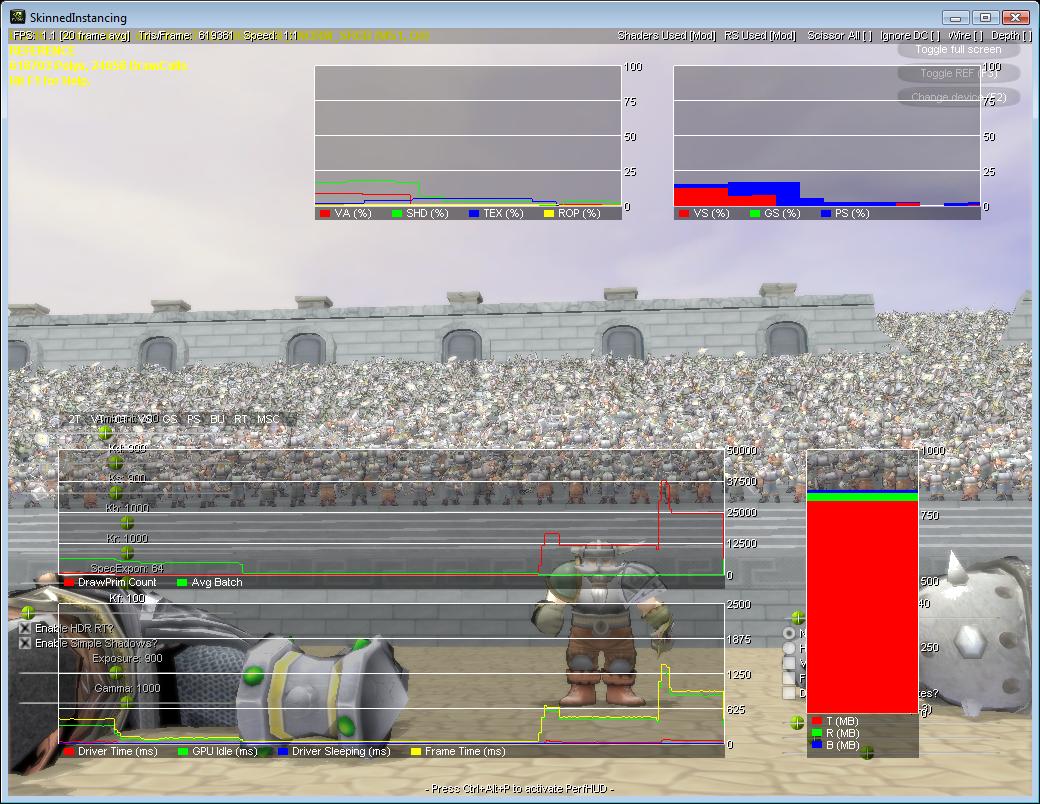 SkinnedInstancing
FPS: 1.1 [20 frame avg] Tris/Frame: 619361 Speed: 1:1
Shaders Used [Mod] RS Used [Mod] Scissor All [ ] Ignore DC [ ] Wire [ ] Depth [ ]
Toggle full screen
Toggle REF (F3)
Change device (F2)
Hit F1 for Help
100
75
50
25
0
VA (%) SHD (%) TEX (%) ROP (%)
100
75
50
25
0
VS (%) GS (%) PS (%)
2T GS PS BU RT MSC
Kr: 1000
SpecExpon: 64
50000
37500
25000
12500
0
DrawPrim Count Avg Batch
Kf: 100
Enable HDR RT?
Enable Simple Shadows?
Exposure: 900
Gamma: 1000
2500
1875
1250
625
0
Driver Time (ms) GPU Idle (ms) Driver Sleeping (ms) Frame Time (ms)
1000
750
500
250
0
T (MB)
R (MB)
B (MB)
- Press Ctrl+Alt+P to activate PerfHUD -